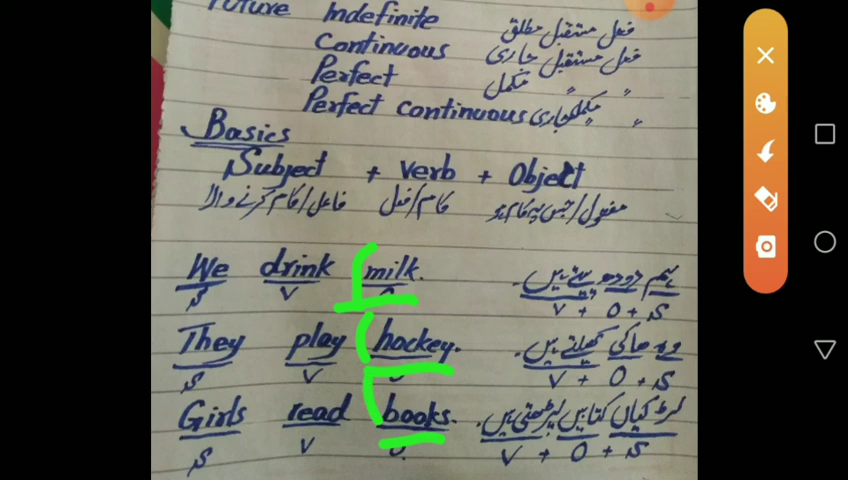 Future Indefinite فعل مستقبل مطلق
Continuous فعل مستقبل جاری
Perfect " " مکمل
Perfect Continuous " " مکمل جاری
Basics
Subject + Verb + Object
فاعل/کام کرنے والا کام/فعل مفعول/جس پہ کام ہو
We drink milk. ہم دودھ پیتے ہیں۔
S V O S + O + V
They play hockey. وہ ہاکی کھیلتے ہیں۔
S V O S + O + V
Girls read books. لڑکیاں کتابیں پڑھتی ہیں۔
S V O S + O + V